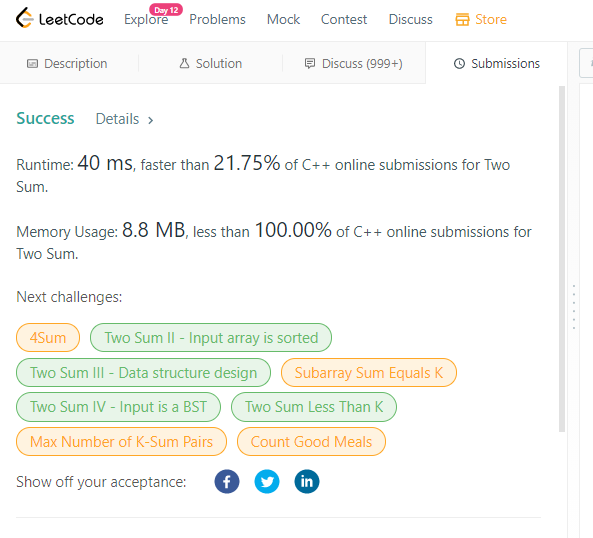 LeetCode
Day 12
Explore Problems Mock Contest Discuss Store
Description Solution Discuss (999+) Submissions
Success Details >
Runtime: 40 ms, faster than 21.75% of C++ online submissions for Two
Sum.
Memory Usage: 8.8 MB, less than 100.00% of C++ online submissions for
Two Sum.
Next challenges:
4Sum Two Sum II - Input array is sorted
Two Sum III - Data structure design Subarray Sum Equals K
Two Sum IV - Input is a BST Two Sum Less Than K
Max Number of K-Sum Pairs Count Good Meals
Show off your acceptance: